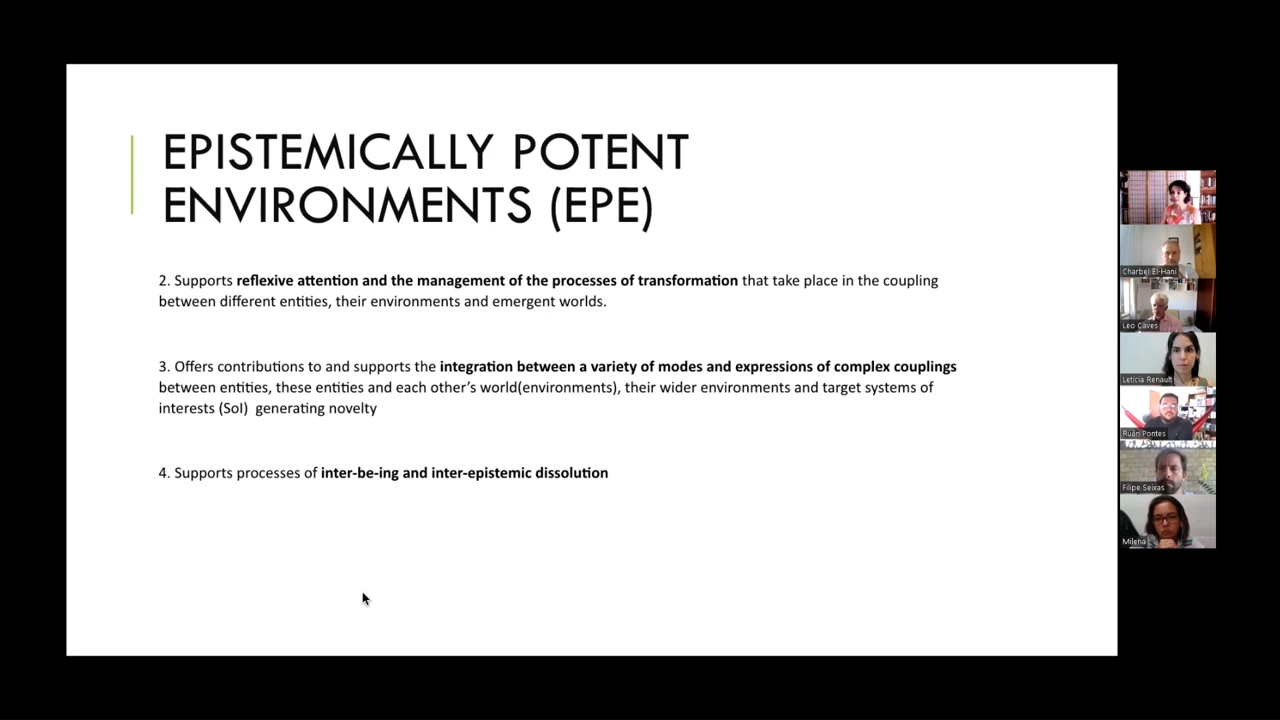 EPISTEMICALLY POTENT
ENVIRONMENTS (EPE)
2. Supports reflexive attention and the management of the processes of transformation that take place in the coupling
between different entities, their environments and emergent worlds.
3. Offers contributions to and supports the integration between a variety of modes and expressions of complex couplings
between entities, these entities and each other's world(environments), their wider environments and target systems of
interests (SoI) generating novelty
4. Supports processes of inter-be-ing and inter-epistemic dissolution
Charbel El-Hani
Leo Caves
Leticia Renault
Ruân Pontes
Filipe Seixas
Milena